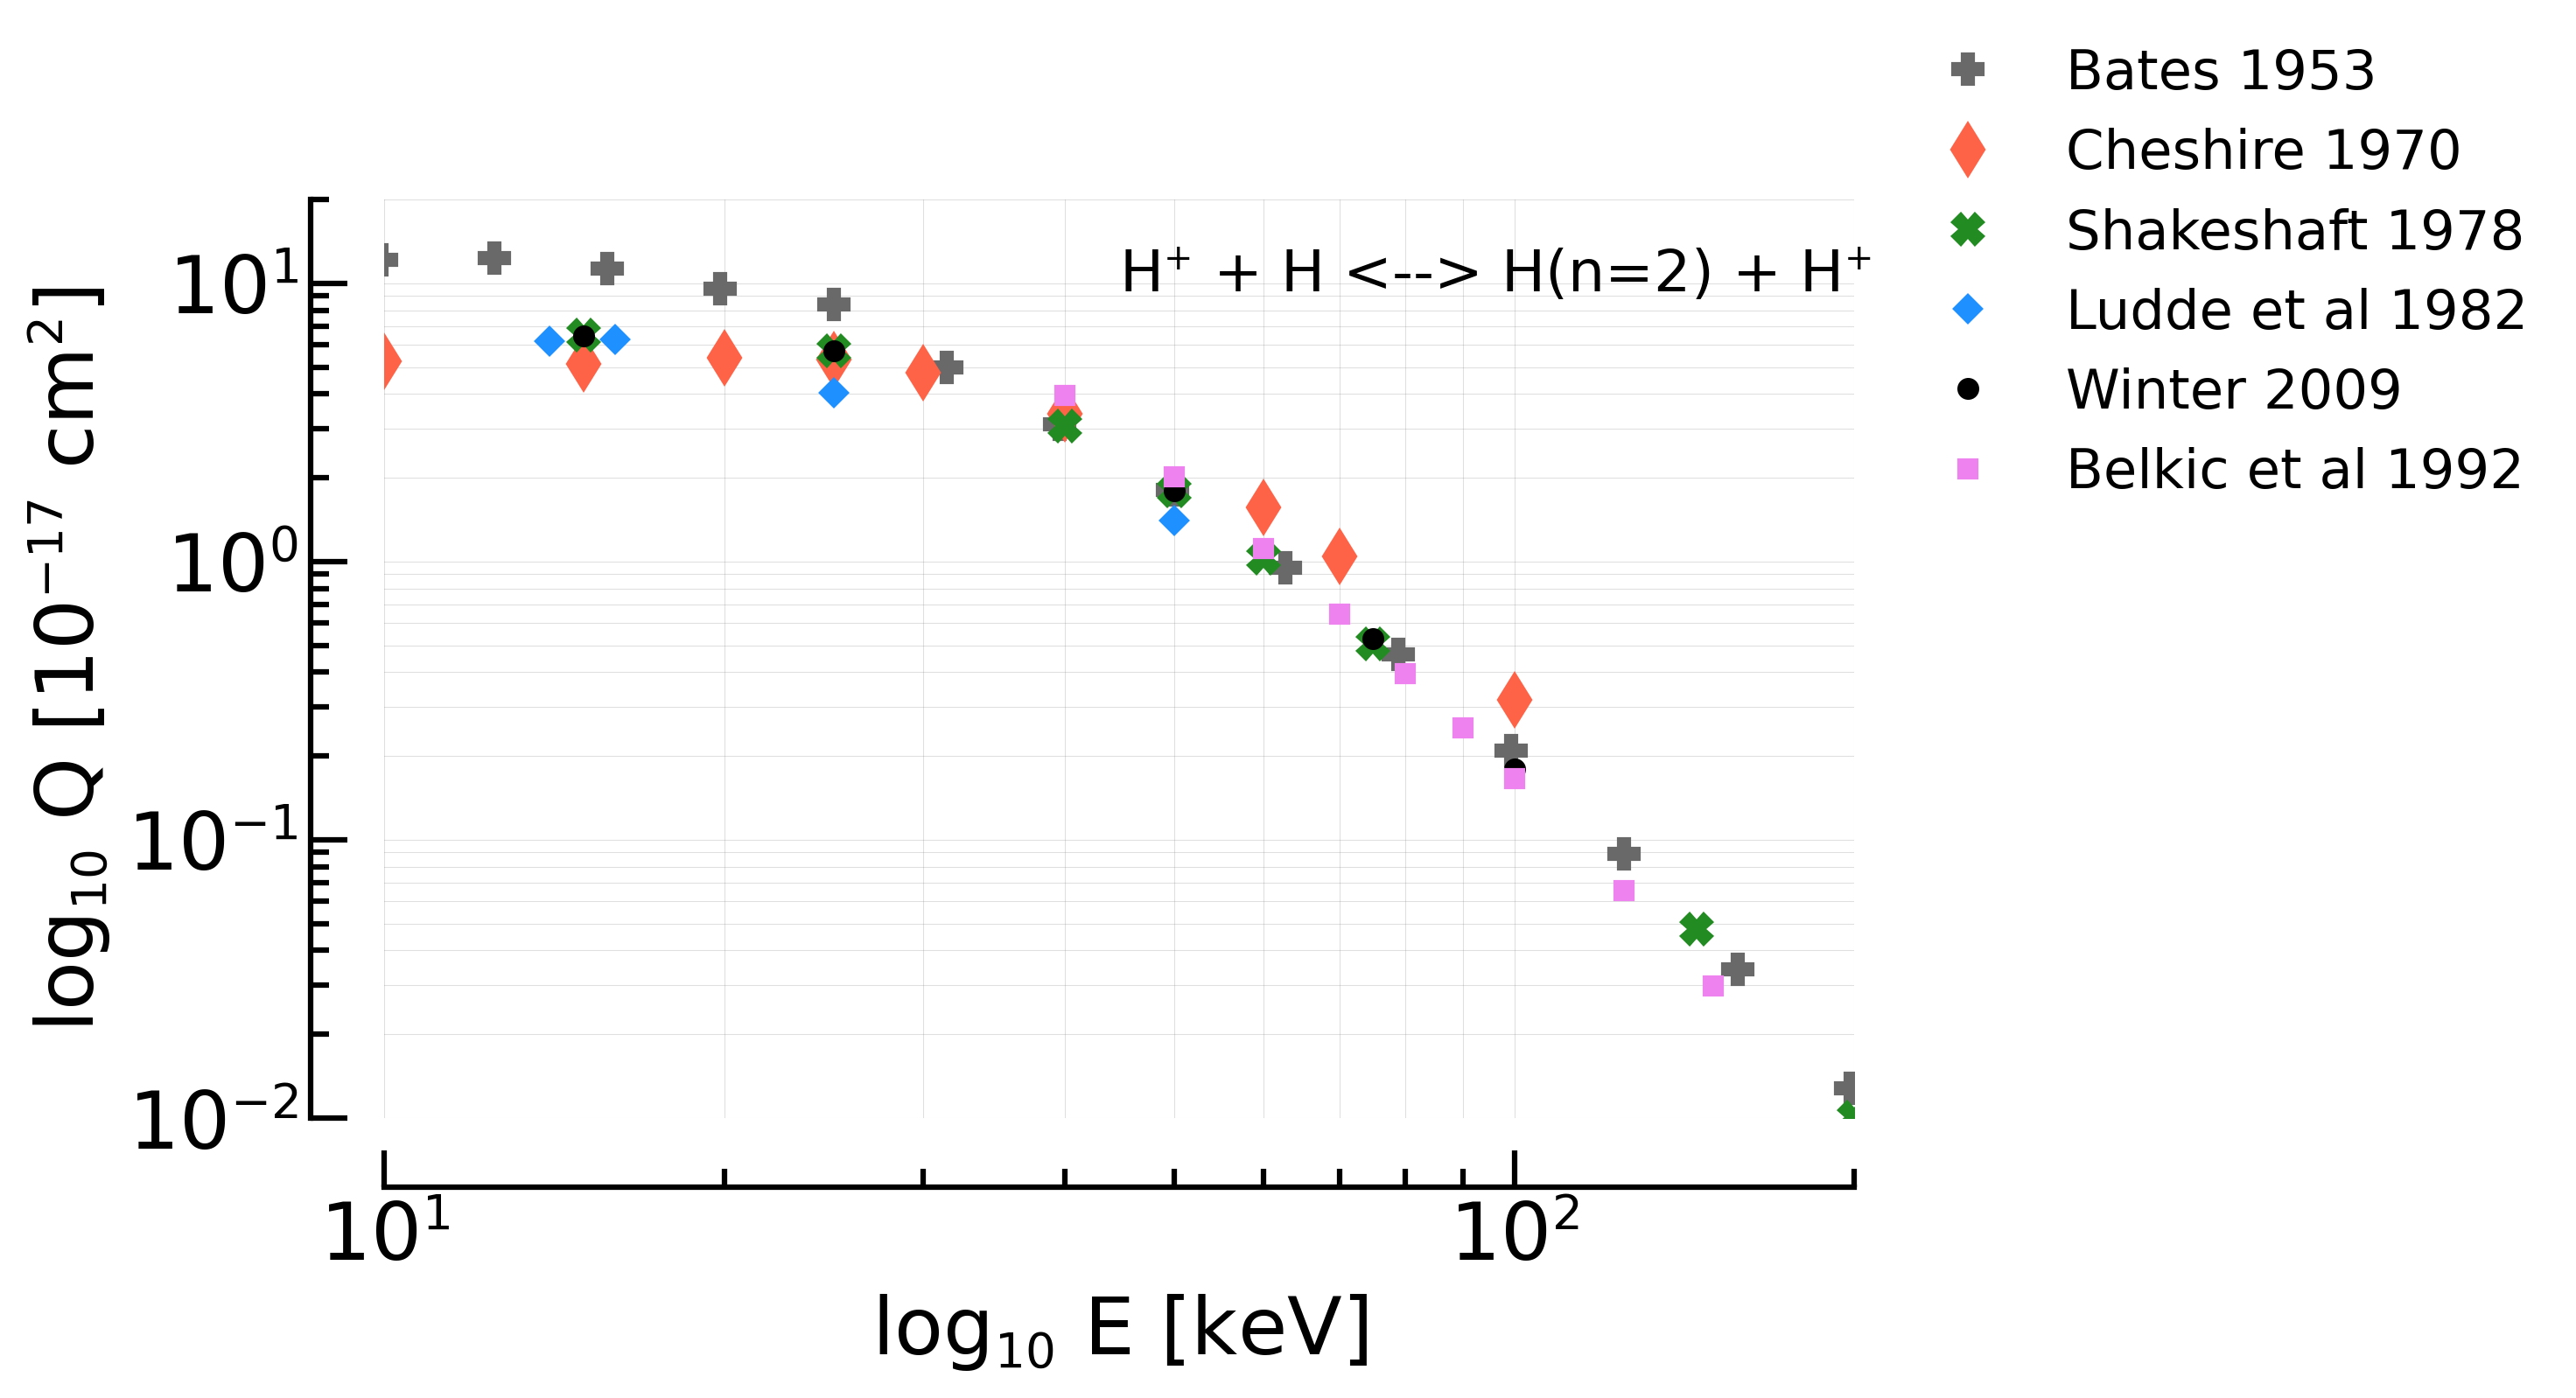 Bates 1953
Cheshire 1970
Shakeshaft 1978
Ludde et al 1982
Winter 2009
Belkic et al 1992
H⁺ + H <--> H(n=2) + H⁺
log₁₀ Q [10⁻¹⁷ cm²]
10¹
10⁰
10⁻¹
10⁻²
10¹
10²
log₁₀ E [keV]